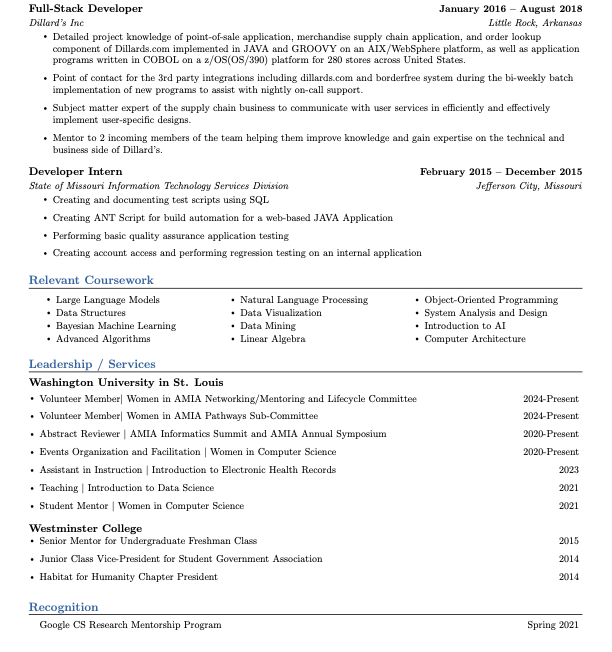 Full-Stack Developer January 2016 – August 2018
Dillard's Inc Little Rock, Arkansas
• Detailed project knowledge of point-of-sale application, merchandise supply chain application, and order lookup
component of Dillards.com implemented in JAVA and GROOVY on an AIX/WebSphere platform, as well as application
programs written in COBOL on a z/OS(OS/390) platform for 280 stores across United States.
• Point of contact for the 3rd party integrations including dillards.com and borderfree system during the bi-weekly batch
implementation of new programs to assist with nightly on-call support.
• Subject matter expert of the supply chain business to communicate with user services in efficiently and effectively
implement user-specific designs.
• Mentor to 2 incoming members of the team helping them improve knowledge and gain expertise on the technical and
business side of Dillard's.
Developer Intern February 2015 – December 2015
State of Missouri Information Technology Services Division Jefferson City, Missouri
• Creating and documenting test scripts using SQL
• Creating ANT Script for build automation for a web-based JAVA Application
• Performing basic quality assurance application testing
• Creating account access and performing regression testing on an internal application
Relevant Coursework
• Large Language Models • Natural Language Processing • Object-Oriented Programming
• Data Structures • Data Visualization • System Analysis and Design
• Bayesian Machine Learning • Data Mining • Introduction to AI
• Advanced Algorithms • Linear Algebra • Computer Architecture
Leadership / Services
Washington University in St. Louis
• Volunteer Member| Women in AMIA Networking/Mentoring and Lifecycle Committee 2024-Present
• Volunteer Member| Women in AMIA Pathways Sub-Committee 2024-Present
• Abstract Reviewer | AMIA Informatics Summit and AMIA Annual Symposium 2020-Present
• Events Organization and Facilitation | Women in Computer Science 2020-Present
• Assistant in Instruction | Introduction to Electronic Health Records 2023
• Teaching | Introduction to Data Science 2021
• Student Mentor | Women in Computer Science 2021
Westminster College
• Senior Mentor for Undergraduate Freshman Class 2015
• Junior Class Vice-President for Student Government Association 2014
• Habitat for Humanity Chapter President 2014
Recognition
Google CS Research Mentorship Program Spring 2021